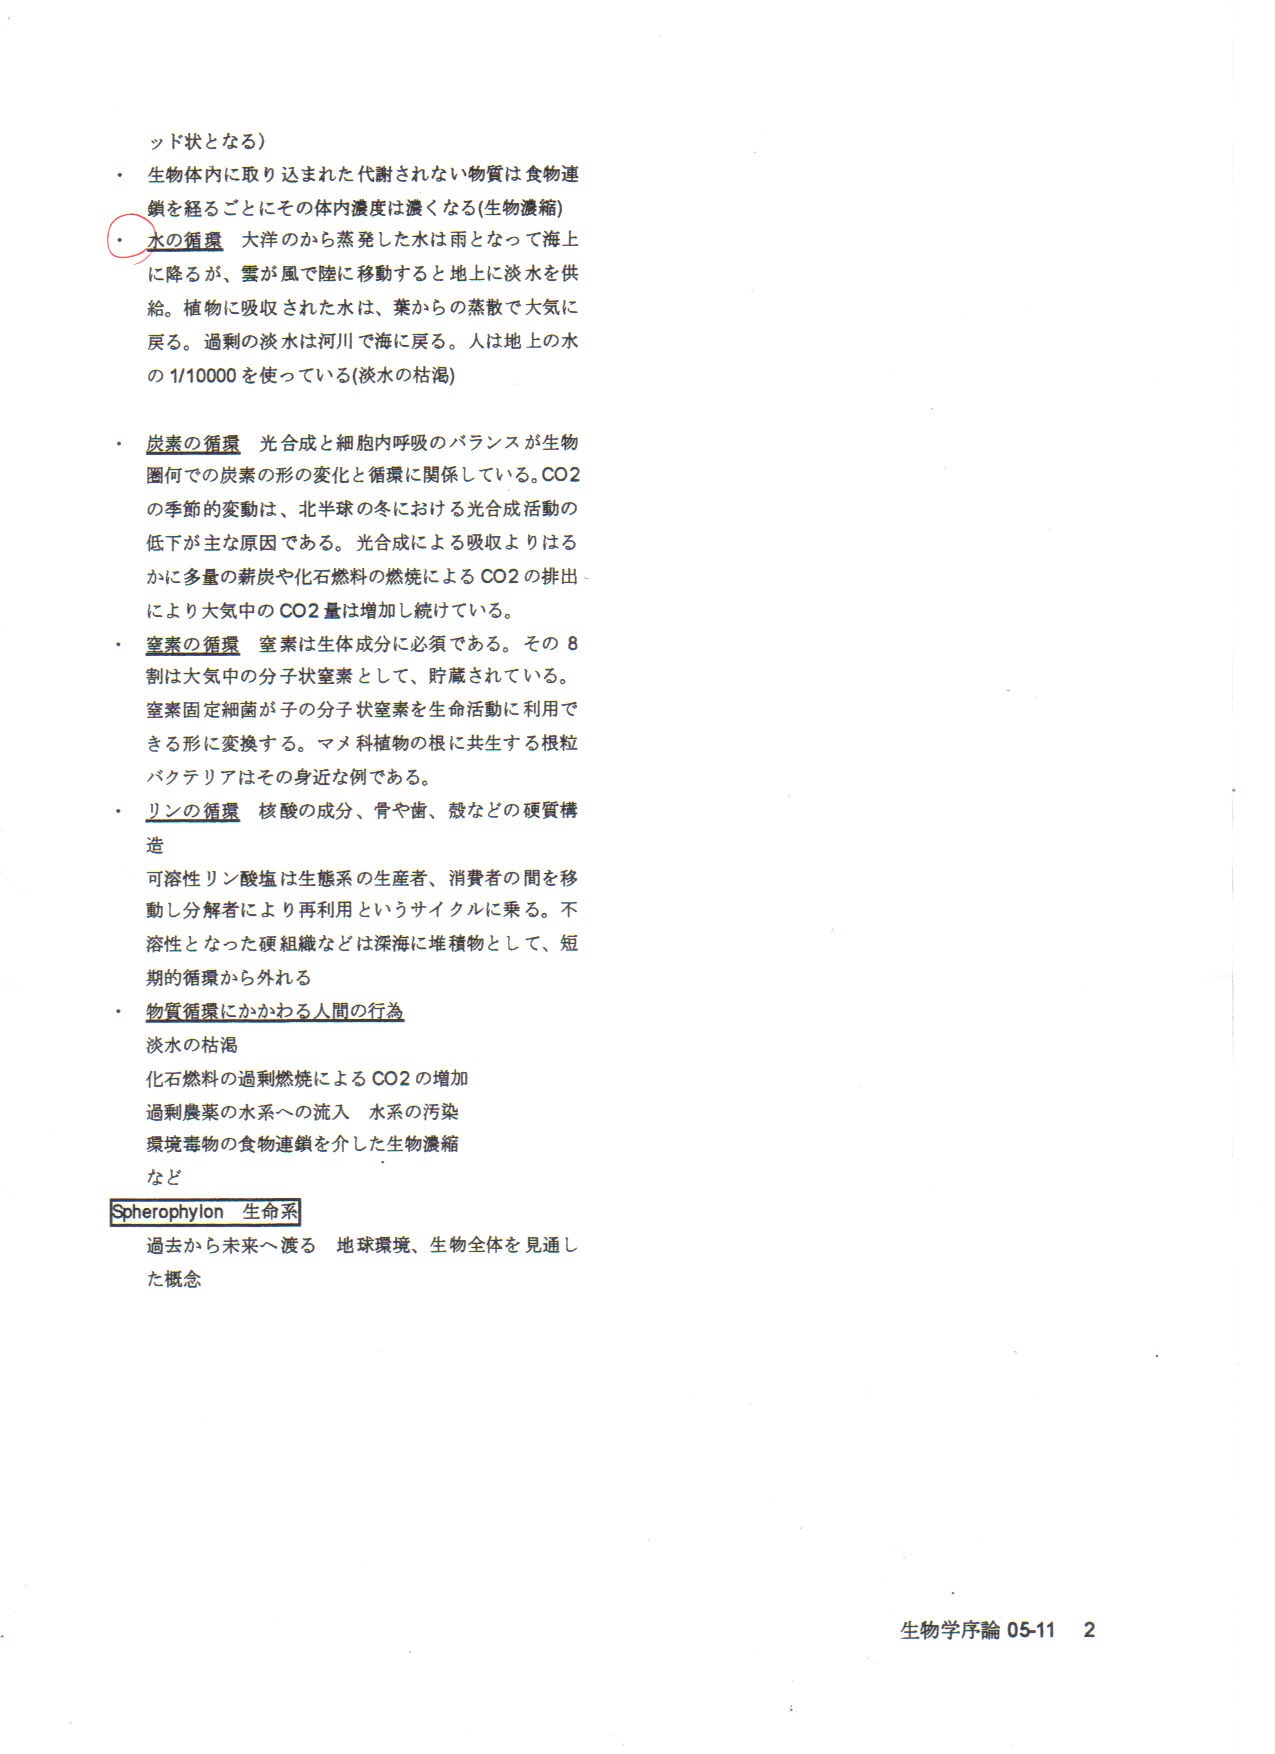 ッド状となる）
・ 生物体内に取り込まれた代謝されない物質は食物連
鎖を経るごとにその体内濃度は濃くなる(生物濃縮)
・ 水の循環　大洋のから蒸発した水は雨となって海上
に降るが、雲が風で陸に移動すると地上に淡水を供
給。植物に吸収された水は、葉からの蒸散で大気に
戻る。過剰の淡水は河川で海に戻る。人は地上の水
の 1/10000 を使っている(淡水の枯渇)
・ 炭素の循環　光合成と細胞内呼吸のバランスが生物
圏何での炭素の形の変化と循環に関係している。CO2
の季節的変動は、北半球の冬における光合成活動の
低下が主な原因である。光合成による吸収よりはる
かに多量の薪炭や化石燃料の燃焼による CO2 の排出
により大気中の CO2 量は増加し続けている。
・ 窒素の循環　窒素は生体成分に必須である。その 8
割は大気中の分子状窒素として、貯蔵されている。
窒素固定細菌が子の分子状窒素を生命活動に利用で
きる形に変換する。マメ科植物の根に共生する根粒
バクテリアはその身近な例である。
・ リンの循環　核酸の成分、骨や歯、殻などの硬質構
造
可溶性リン酸塩は生態系の生産者、消費者の間を移
動し分解者により再利用というサイクルに乗る。不
溶性となった硬組織などは深海に堆積物として、短
期的循環から外れる
・ 物質循環にかかわる人間の行為
淡水の枯渇
化石燃料の過剰燃焼による CO2 の増加
過剰農薬の水系への流入　水系の汚染
環境毒物の食物連鎖を介した生物濃縮
など
Spherophylon　生命系
過去から未来へ渡る　地球環境、生物全体を見通し
た概念
生物学序論 05-11　2